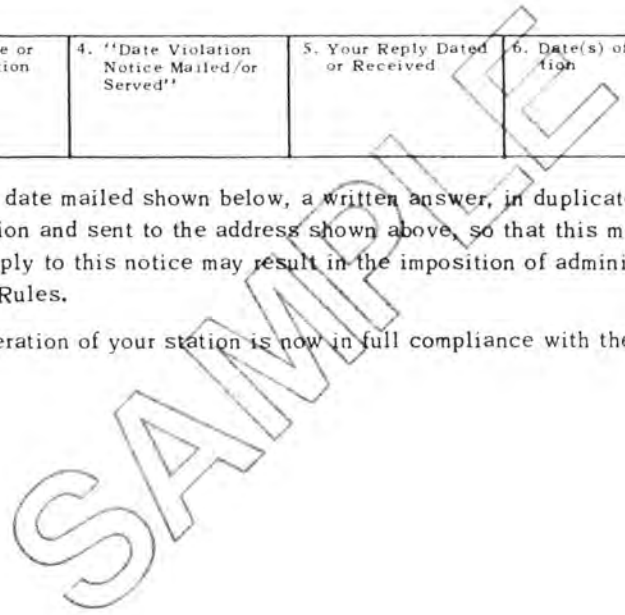 e or
tion
4. ''Date Violation
Notice Mailed/or
Served''
5. Your Reply Dated
or Received
6. Date(s) of
tion
date mailed shown below, a written answer, in duplicat
ion and sent to the address shown above, so that this m
ply to this notice may result in the imposition of admini
Rules.
eration of your station is now in full compliance with the
SAMPLE